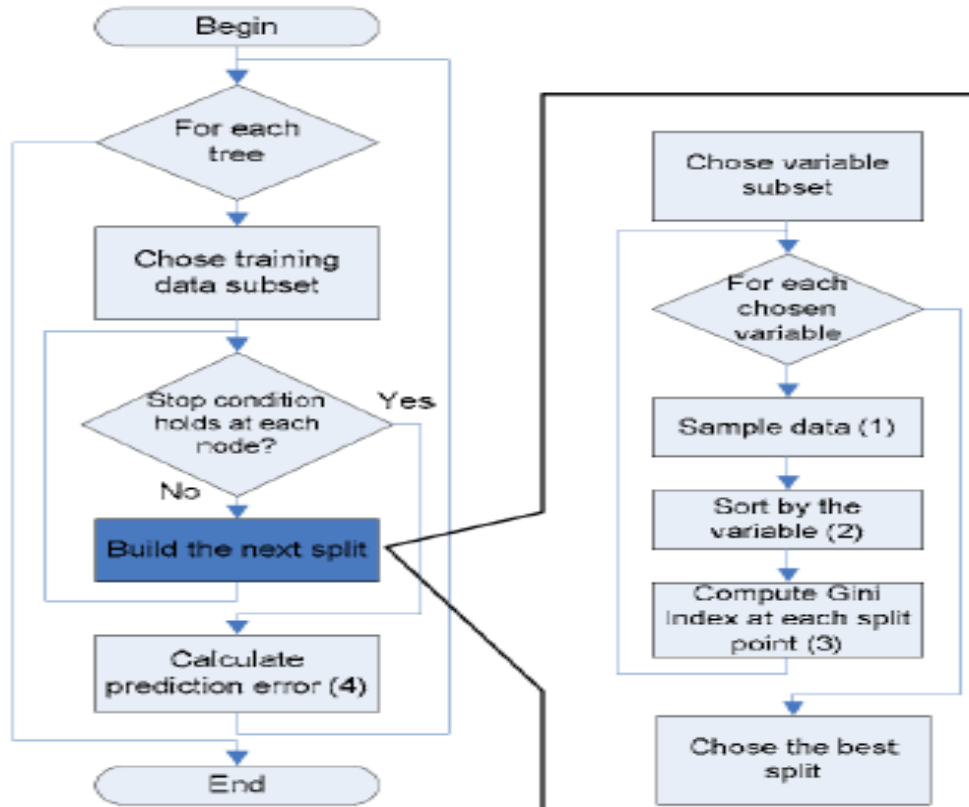 Begin
For each
tree
Chose training
data subset
Stop condition
holds at each
node?
Yes
No
Build the next split
Calculate
prediction error (4)
End
Chose variable
subset
For each
chosen
variable
Sample data (1)
Sort by the
variable (2)
Compute Gini
Index at each split
point (3)
Chose the best
split